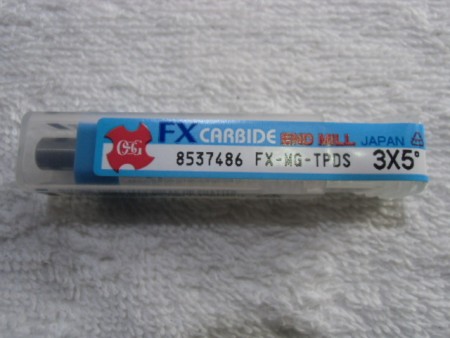 OSG FX CARBIDE END MILL JAPAN
8537486 FX-MG-TPDS 3X5°